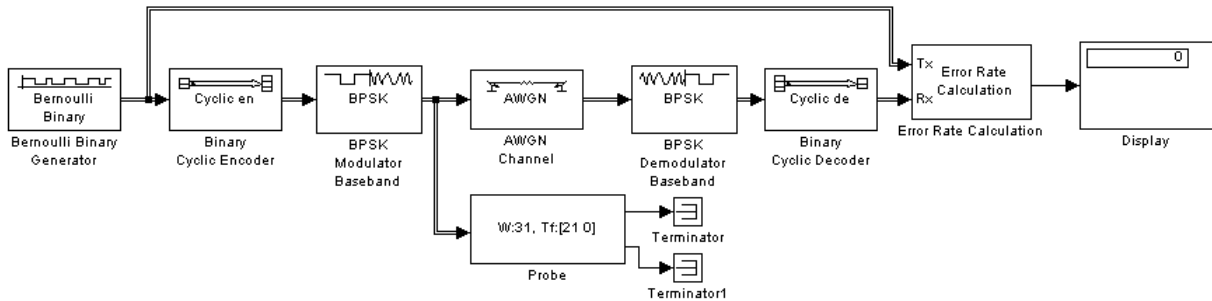 Bernoulli
Binary
Bernoulli Binary
Generator
Cyclic en
Binary
Cyclic Encoder
BPSK
BPSK
Modulator
Baseband
AWGN
AWGN
Channel
BPSK
BPSK
Demodulator
Baseband
Cyclic de
Binary
Cyclic Decoder
Tx
Rx
Error Rate
Calculation
Error Rate Calculation
0
Display
W:31, Tf:[21 0]
Probe
Terminator
Terminator1